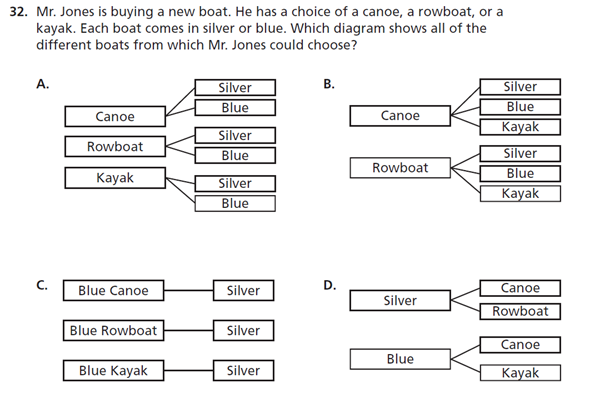 32. Mr. Jones is buying a new boat. He has a choice of a canoe, a rowboat, or a
kayak. Each boat comes in silver or blue. Which diagram shows all of the
different boats from which Mr. Jones could choose?
A.
Canoe
Silver
Blue
Rowboat
Silver
Blue
Kayak
Silver
Blue
B.
Canoe
Silver
Blue
Kayak
Rowboat
Silver
Blue
Kayak
C.
Blue Canoe
Silver
Blue Rowboat
Silver
Blue Kayak
Silver
D.
Silver
Canoe
Rowboat
Blue
Canoe
Kayak